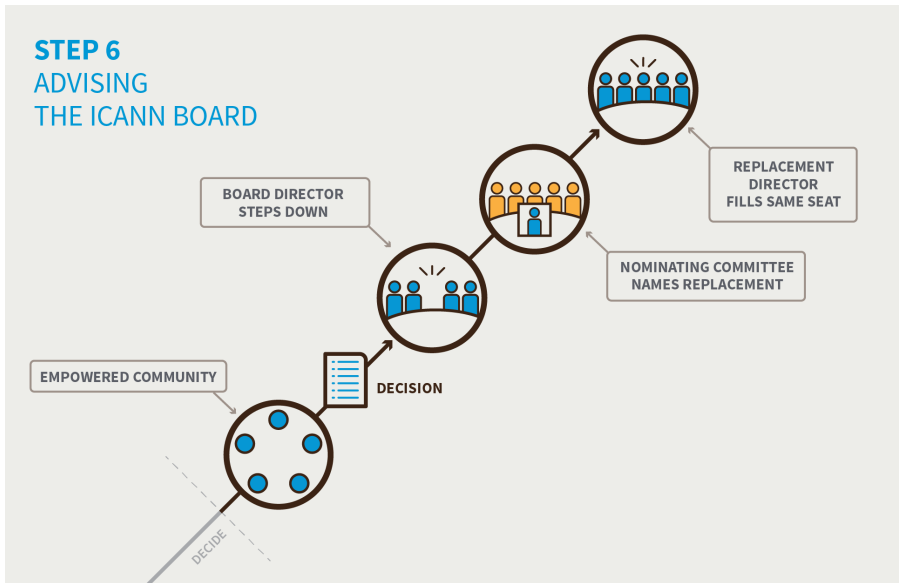 STEP 6
ADVISING
THE ICANN BOARD
REPLACEMENT
DIRECTOR
FILLS SAME SEAT
BOARD DIRECTOR
STEPS DOWN
NOMINATING COMMITTEE
NAMES REPLACEMENT
EMPOWERED COMMUNITY
DECISION
DECIDE